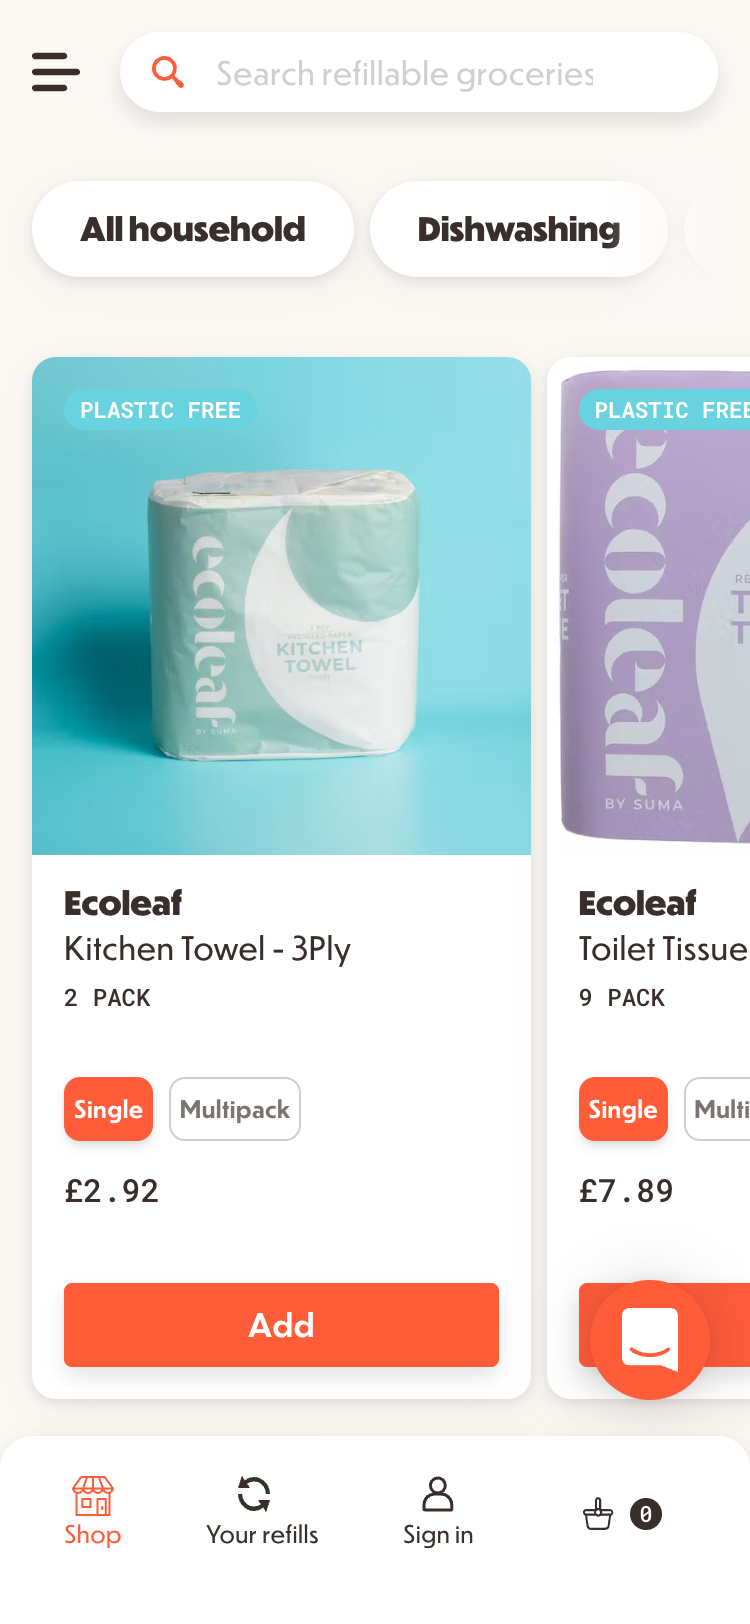 Search refillable groceries
All household
Dishwashing
PLASTIC FREE
ecoleaf
BY SUMA
3 PLY
RECYCLED PAPER
KITCHEN
TOWEL
Ecoleaf
Kitchen Towel - 3Ply
2 PACK
Single
Multipack
£2.92
Add
PLASTIC FREE
ecoleaf
BY SUMA
Ecoleaf
Toilet Tissue
9 PACK
Single
Multi
£7.89
Shop
Your refills
Sign in
0